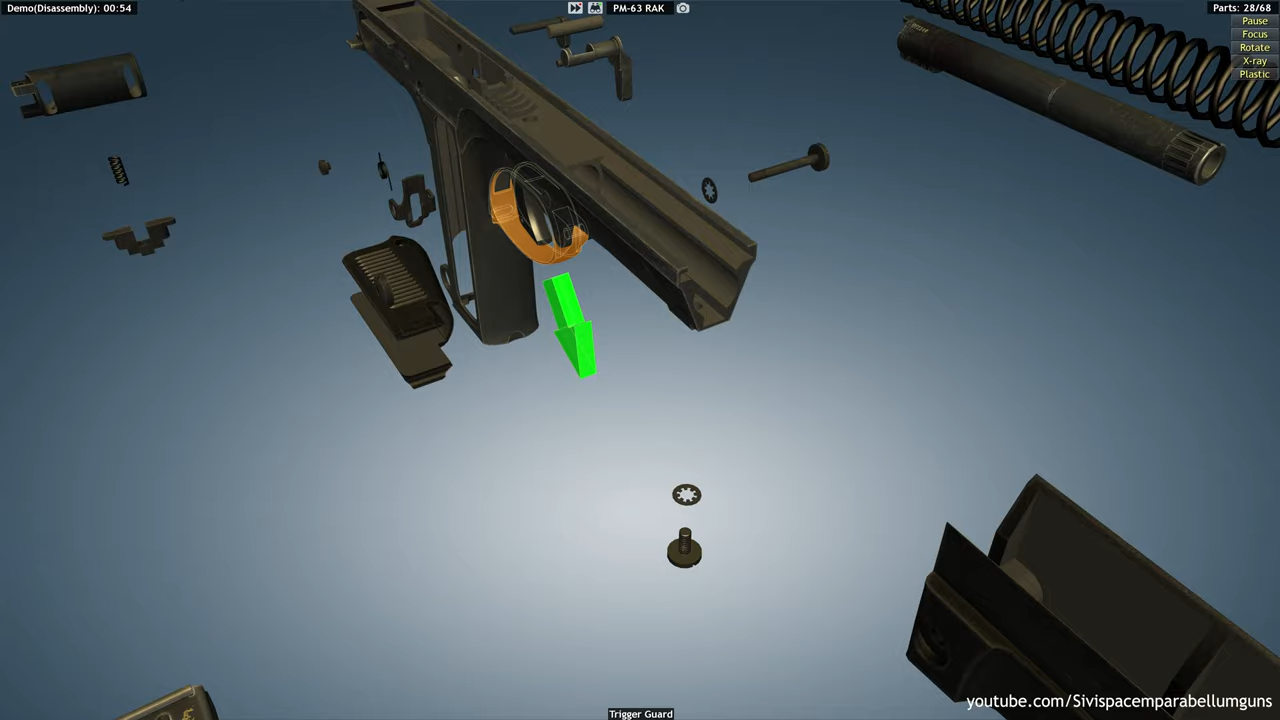 Demo(Disassembly): 00:54
PM-63 RAK
Parts: 28/68
Pause
Focus
Rotate
X-ray
Plastic
youtube.com/Sivispacemparabellumguns
Trigger Guard